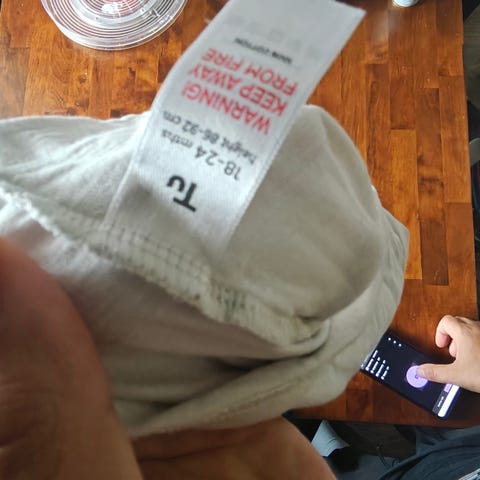 Tu
18-24 mths
height 86-92 cm
WARNING!
KEEP AWAY
FROM FIRE
100% COTTON